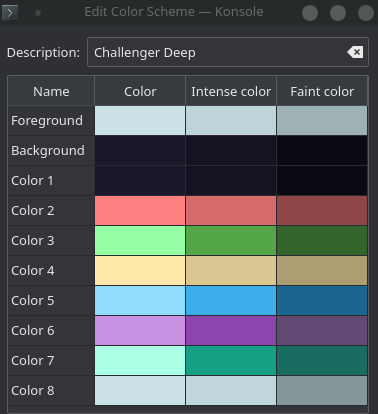 Edit Color Scheme — Konsole
Description: Challenger Deep
Name Color Intense color Faint color
Foreground
Background
Color 1
Color 2
Color 3
Color 4
Color 5
Color 6
Color 7
Color 8